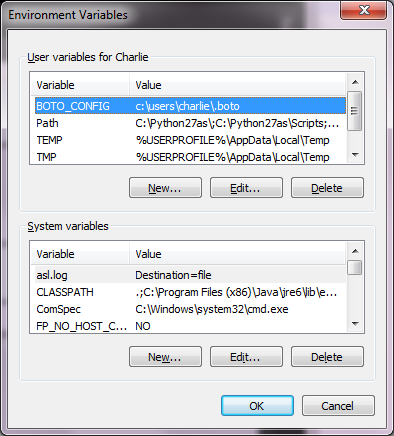 Environment Variables
User variables for Charlie
Variable Value
BOTO_CONFIG c:\users\charlie\.boto
Path C:\Python27as\;C:\Python27as\Scripts;...
TEMP %USERPROFILE%\AppData\Local\Temp
TMP %USERPROFILE%\AppData\Local\Temp
New... Edit... Delete
System variables
Variable Value
asl.log Destination=file
CLASSPATH .;C:\Program Files (x86)\Java\jre6\lib\e...
ComSpec C:\Windows\system32\cmd.exe
FP_NO_HOST_C... NO
New... Edit... Delete
OK Cancel